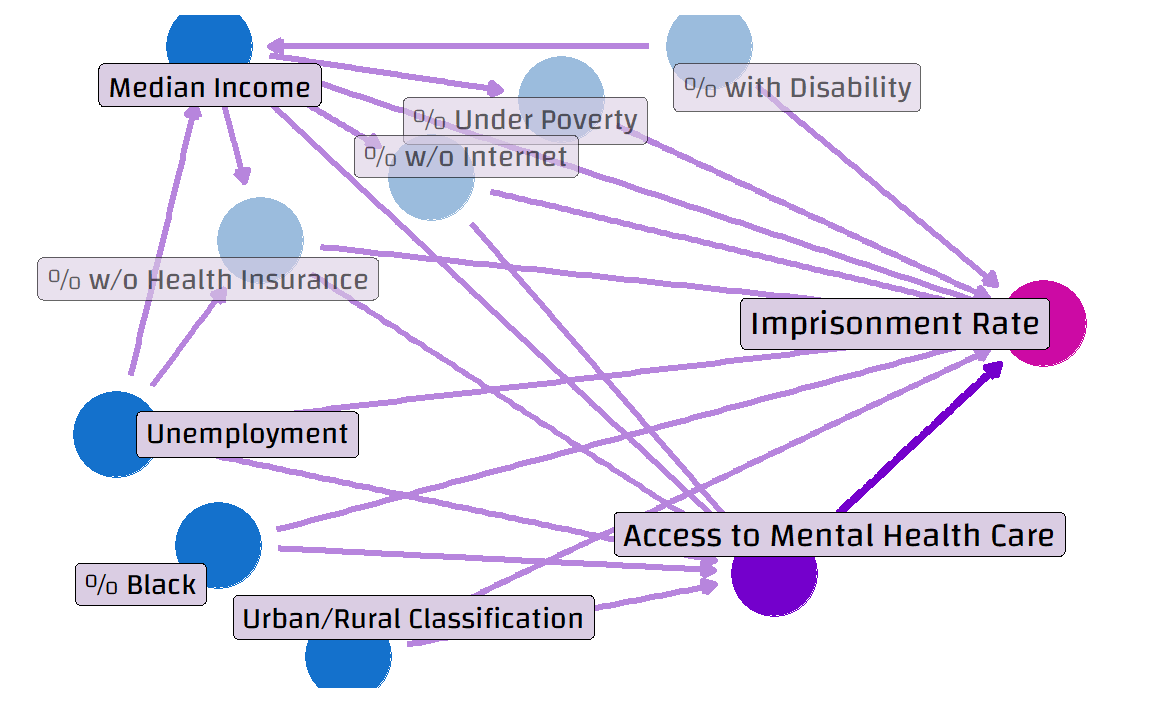 Median Income
% with Disability
% Under Poverty
% w/o Internet
% w/o Health Insurance
Imprisonment Rate
Unemployment
Access to Mental Health Care
% Black
Urban/Rural Classification